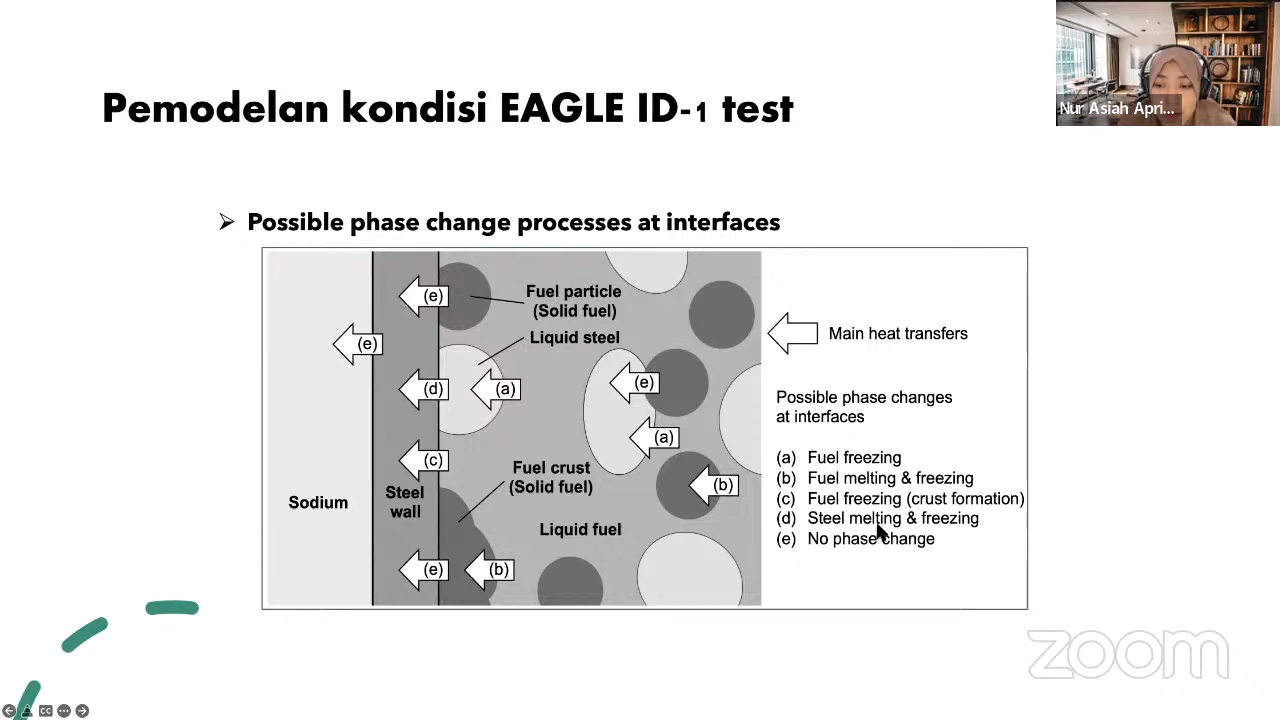 Pemodelan kondisi EAGLE ID-1 test
Nur Asiah Apri...
➢ Possible phase change processes at interfaces
(e)
Fuel particle
(Solid fuel)
Liquid steel
(e)
(d)
(a)
(e)
(a)
(c)
Fuel crust
(Solid fuel)
(b)
Sodium
Steel
wall
Liquid fuel
(e)
(b)
Main heat transfers
Possible phase changes
at interfaces
(a) Fuel freezing
(b) Fuel melting & freezing
(c) Fuel freezing (crust formation)
(d) Steel melting & freezing
(e) No phase change
zoom
CC